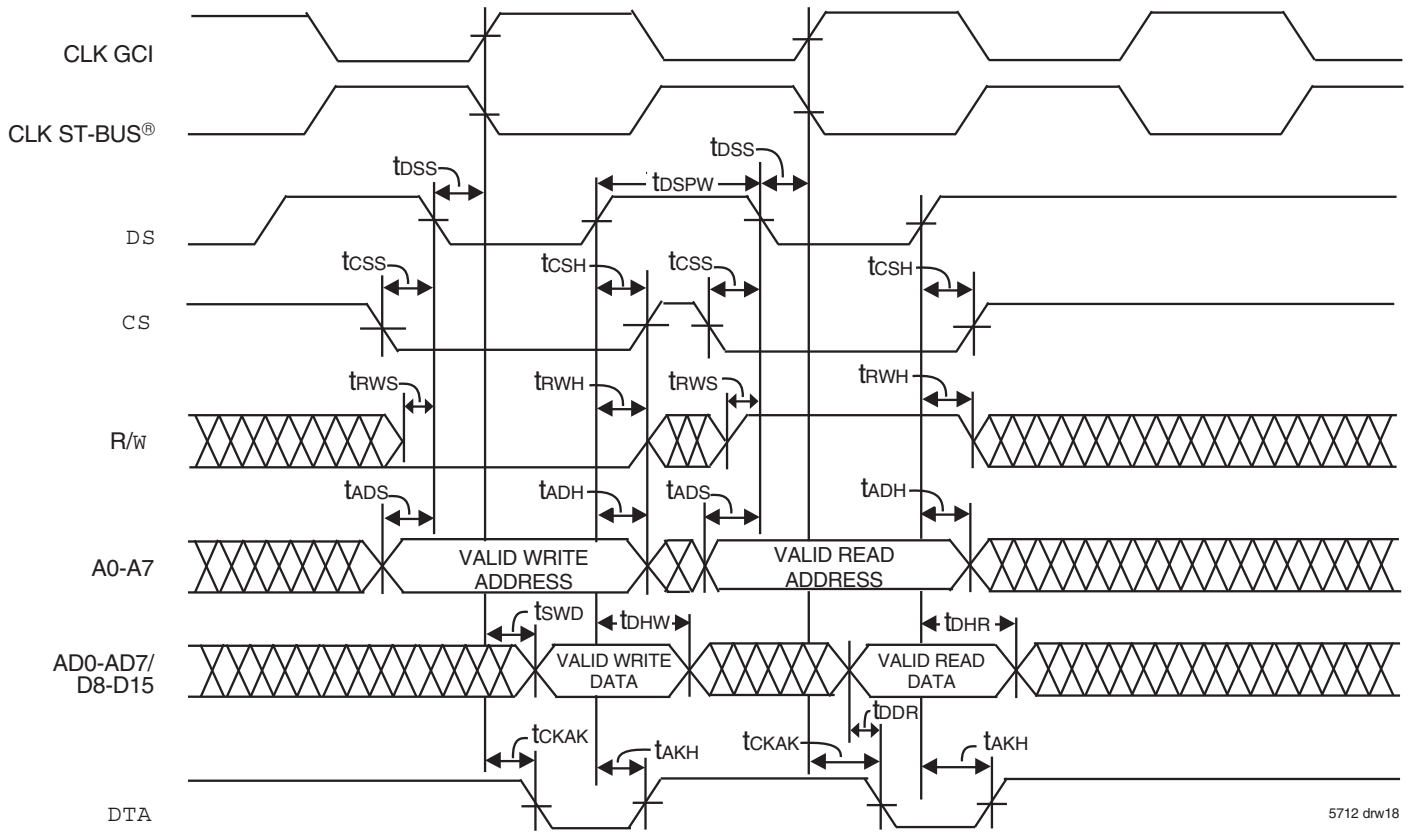 CLK GCI
CLK ST-BUS®
tDSS
tDSS
tDSPW
DS
tCSS
tCSH
tCSS
tCSH
CS
tRWS
tRWH
tRWS
tRWH
R/W
tADS
tADH
tADS
tADH
A0-A7
VALID WRITE
ADDRESS
VALID READ
ADDRESS
tSWD
tDHW
tDHR
AD0-AD7/
D8-D15
VALID WRITE
DATA
VALID READ
DATA
tDDR
tCKAK
tAKH
tCKAK
tAKH
DTA
5712 drw18